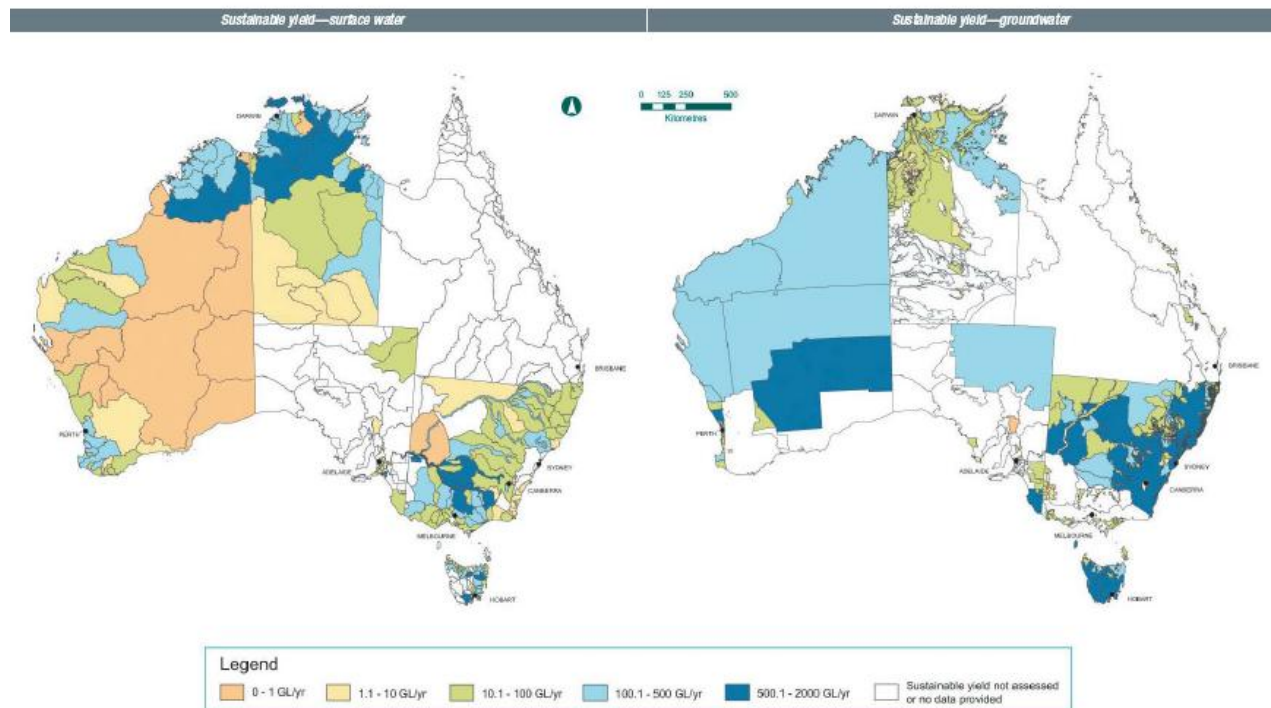 Sustainable yield—surface water
Sustainable yield—groundwater
0 125 250 500
Kilometres
DARWIN
BRISBANE
PERTH
ADELAIDE
SYDNEY
CANBERRA
MELBOURNE
HOBART
DARWIN
BRISBANE
PERTH
ADELAIDE
SYDNEY
CANBERRA
MELBOURNE
HOBART
Legend
0 - 1 GL/yr
1.1 - 10 GL/yr
10.1 - 100 GL/yr
100.1 - 500 GL/yr
500.1 - 2000 GL/yr
Sustainable yield not assessed
or no data provided